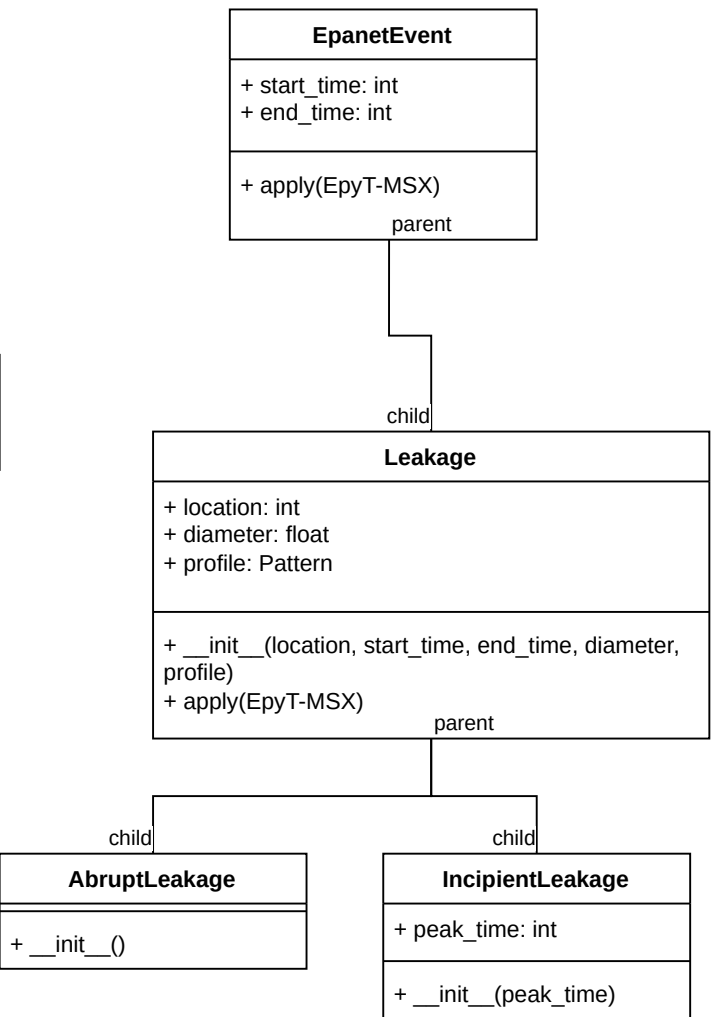 EpanetEvent
+ start_time: int
+ end_time: int
+ apply(EpyT-MSX)
parent
child
Leakage
+ location: int
+ diameter: float
+ profile: Pattern
+ __init__(location, start_time, end_time, diameter,
profile)
+ apply(EpyT-MSX)
parent
child
child
AbruptLeakage
+ __init__()
IncipientLeakage
+ peak_time: int
+ __init__(peak_time)